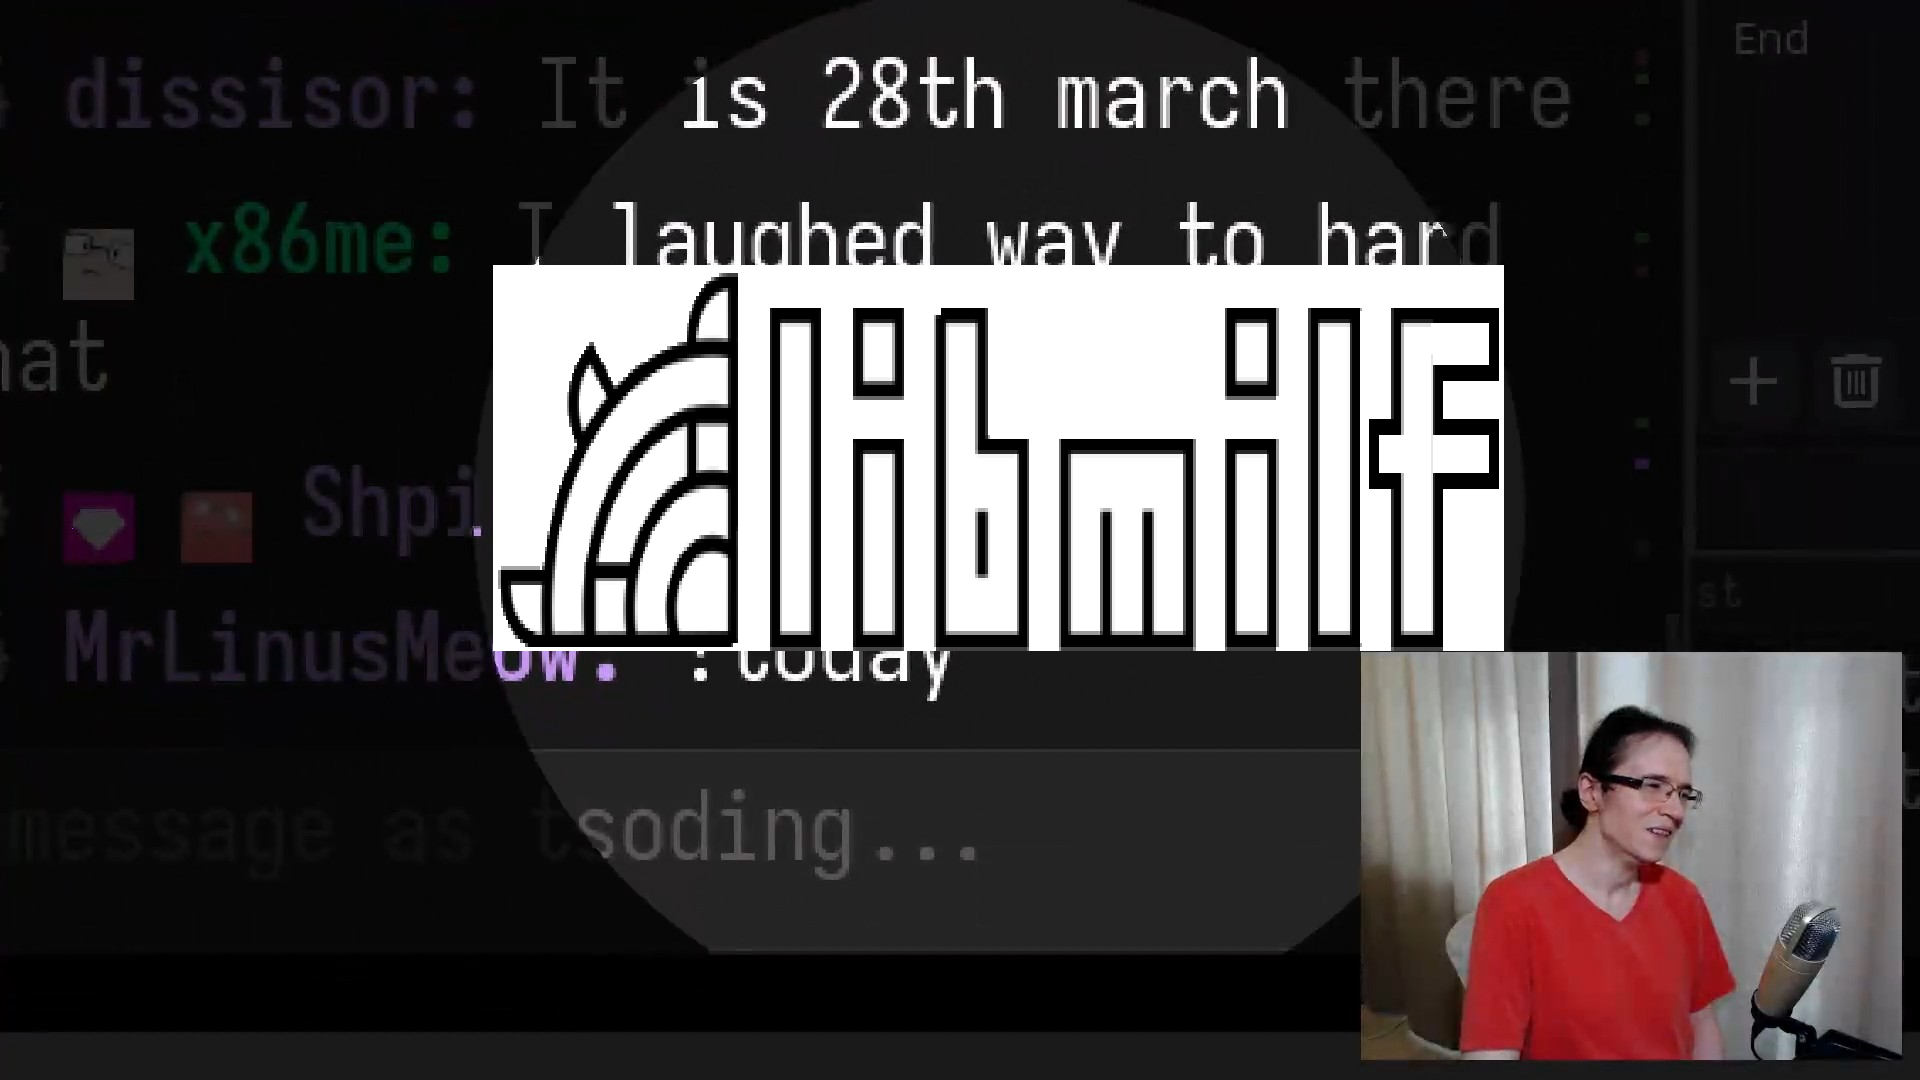 End
dissisor: It is 28th march there
x86me: I laughed way to hard
hat
libmilf
Shpi
st
MrLinusMeow: :today
message as tsoding...